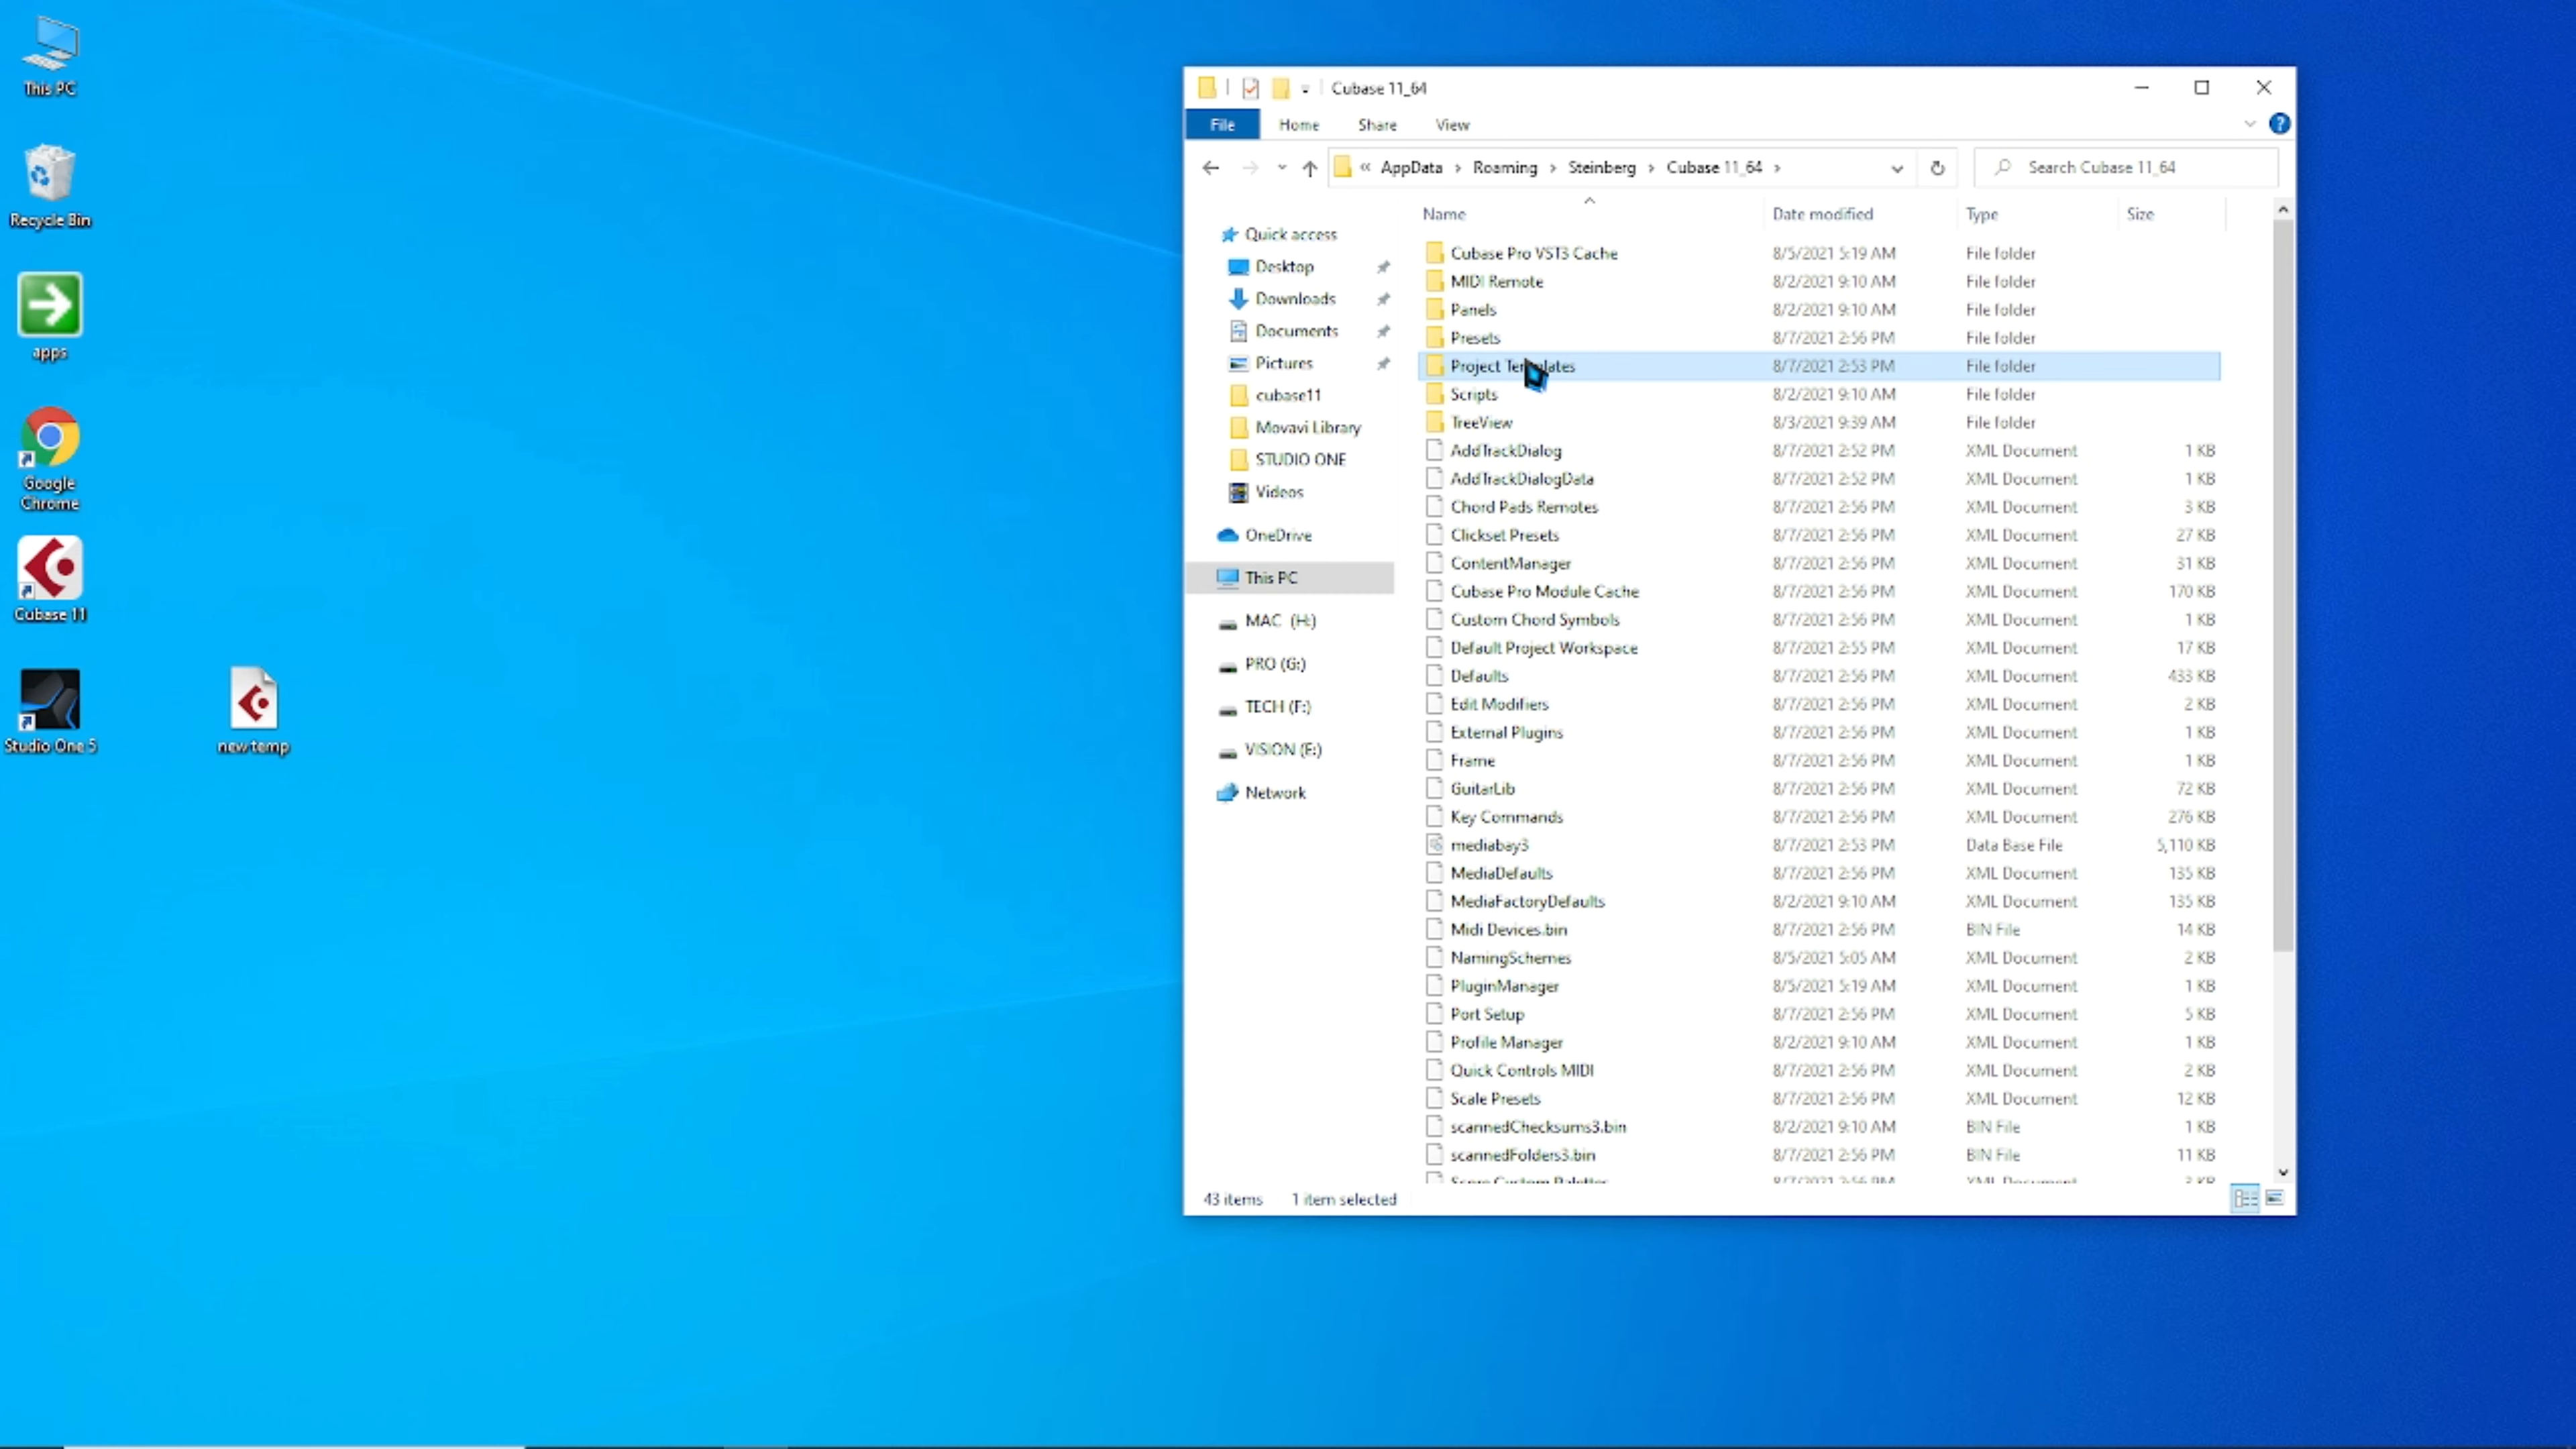 This PC
Recycle Bin
apps
Google
Chrome
Cubase 11
Studio One 5
new temp
Cubase 11_64
File Home Share View
« AppData › Roaming › Steinberg › Cubase 11_64 ›
Search Cubase 11_64
Quick access
Desktop
Downloads
Documents
Pictures
cubase11
Movavi Library
STUDIO ONE
Videos
OneDrive
This PC
MAC (H:)
PRO (G:)
TECH (F:)
VISION (E:)
Network
Name Date modified Type Size
Cubase Pro VST3 Cache 8/5/2021 5:19 AM File folder
MIDI Remote 8/2/2021 9:10 AM File folder
Panels 8/2/2021 9:10 AM File folder
Presets 8/7/2021 2:56 PM File folder
Project Templates 8/7/2021 2:53 PM File folder
Scripts 8/2/2021 9:10 AM File folder
TreeView 8/3/2021 9:39 AM File folder
AddTrackDialog 8/7/2021 2:52 PM XML Document 1 KB
AddTrackDialogData 8/7/2021 2:52 PM XML Document 1 KB
Chord Pads Remotes 8/7/2021 2:56 PM XML Document 3 KB
Clickset Presets 8/7/2021 2:56 PM XML Document 27 KB
ContentManager 8/7/2021 2:56 PM XML Document 31 KB
Cubase Pro Module Cache 8/7/2021 2:56 PM XML Document 170 KB
Custom Chord Symbols 8/7/2021 2:56 PM XML Document 1 KB
Default Project Workspace 8/7/2021 2:55 PM XML Document 17 KB
Defaults 8/7/2021 2:56 PM XML Document 433 KB
Edit Modifiers 8/7/2021 2:56 PM XML Document 2 KB
External Plugins 8/7/2021 2:56 PM XML Document 1 KB
Frame 8/7/2021 2:56 PM XML Document 1 KB
GuitarLib 8/7/2021 2:56 PM XML Document 72 KB
Key Commands 8/7/2021 2:56 PM XML Document 276 KB
mediabay3 8/7/2021 2:53 PM Data Base File 5,110 KB
MediaDefaults 8/7/2021 2:56 PM XML Document 135 KB
MediaFactoryDefaults 8/2/2021 9:10 AM XML Document 135 KB
Midi Devices.bin 8/7/2021 2:56 PM BIN File 14 KB
NamingSchemes 8/5/2021 5:05 AM XML Document 2 KB
PluginManager 8/5/2021 5:19 AM XML Document 1 KB
Port Setup 8/7/2021 2:56 PM XML Document 5 KB
Profile Manager 8/2/2021 9:10 AM XML Document 1 KB
Quick Controls MIDI 8/7/2021 2:56 PM XML Document 2 KB
Scale Presets 8/7/2021 2:56 PM XML Document 12 KB
scannedChecksums3.bin 8/2/2021 9:10 AM BIN File 1 KB
scannedFolders3.bin 8/7/2021 2:56 PM BIN File 11 KB
43 items 1 item selected